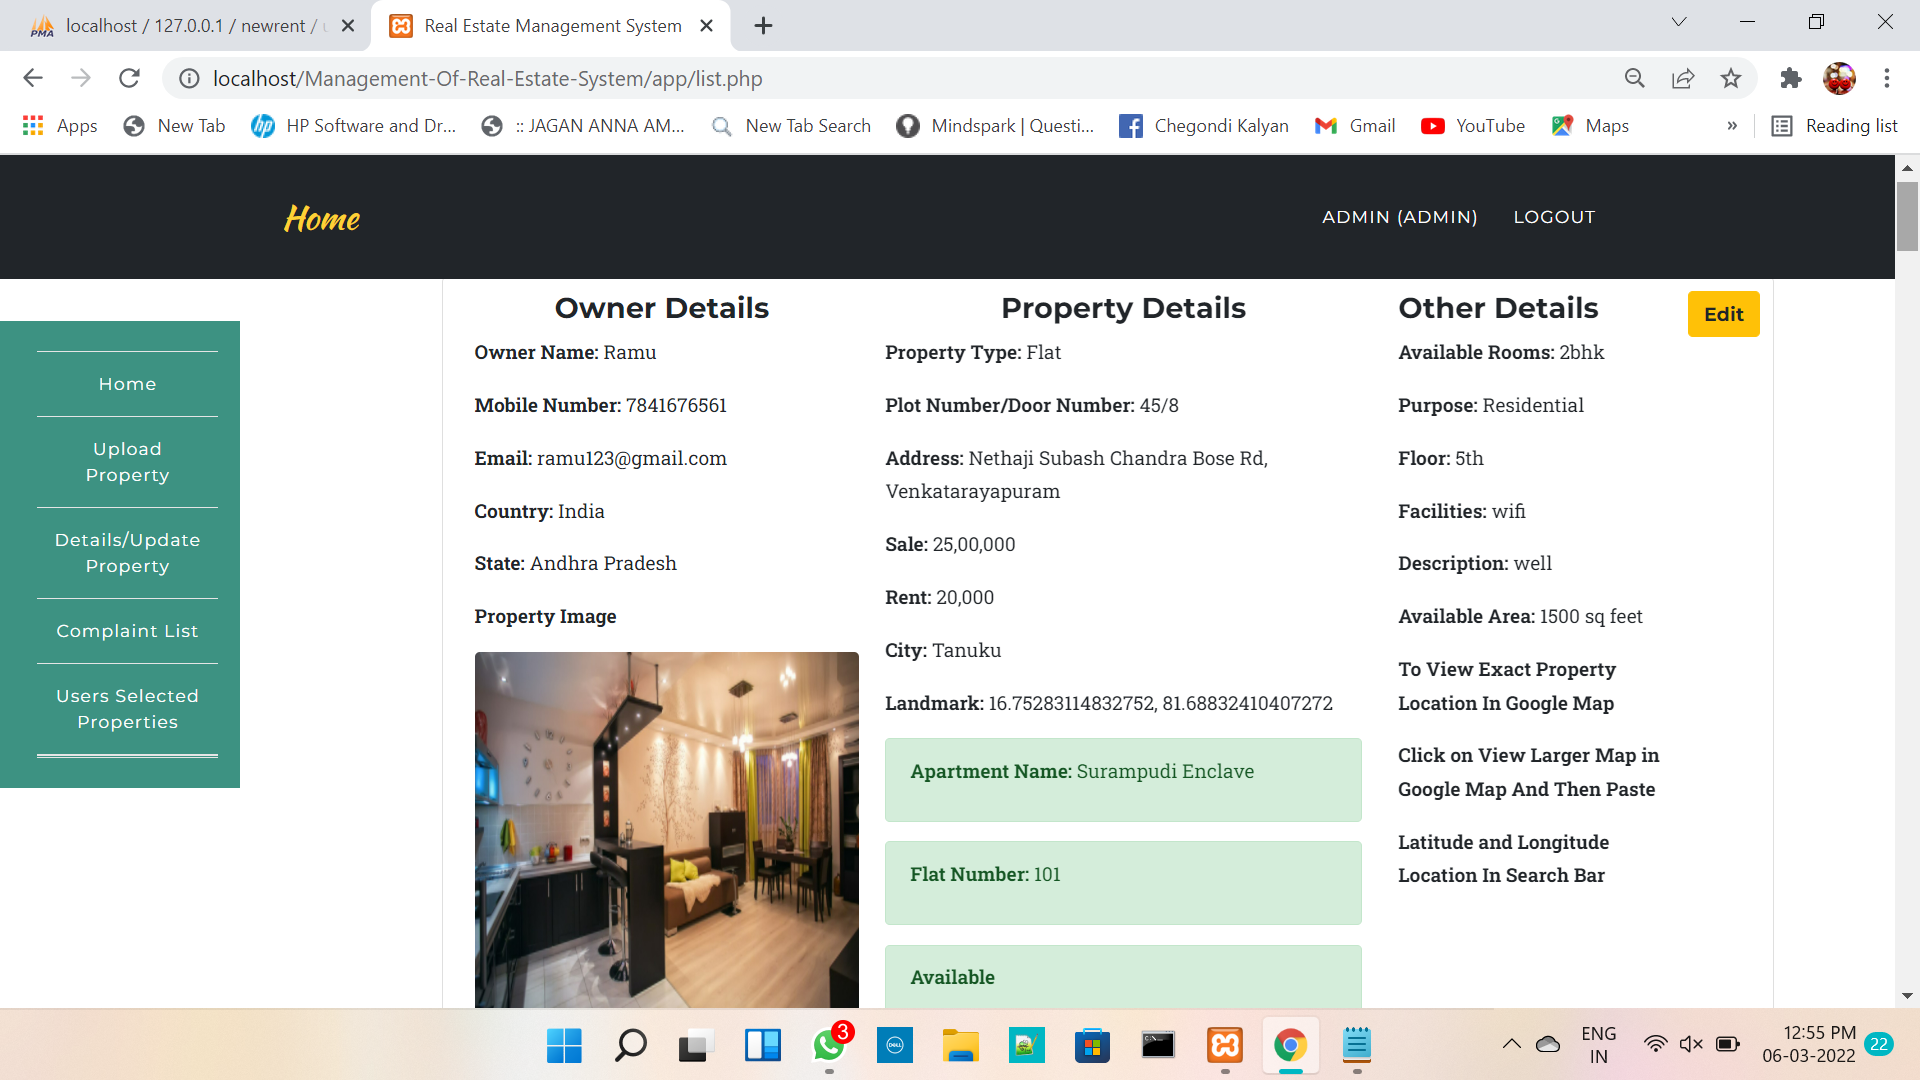 localhost / 127.0.0.1 / newrent /
Real Estate Management System
localhost/Management-Of-Real-Estate-System/app/list.php
Apps
New Tab
HP Software and Dr...
:: JAGAN ANNA AM...
New Tab Search
Mindspark | Questi...
Chegondi Kalyan
Gmail
YouTube
Maps
»
Reading list
Home
ADMIN (ADMIN)
LOGOUT
Home
Upload
Property
Details/Update
Property
Complaint List
Users Selected
Properties
Owner Details
Owner Name: Ramu
Mobile Number: 7841676561
Email: ramu123@gmail.com
Country: India
State: Andhra Pradesh
Property Image
Property Details
Property Type: Flat
Plot Number/Door Number: 45/8
Address: Nethaji Subash Chandra Bose Rd,
Venkatarayapuram
Sale: 25,00,000
Rent: 20,000
City: Tanuku
Landmark: 16.75283114832752, 81.68832410407272
Apartment Name: Surampudi Enclave
Flat Number: 101
Available
Other Details
Edit
Available Rooms: 2bhk
Purpose: Residential
Floor: 5th
Facilities: wifi
Description: well
Available Area: 1500 sq feet
To View Exact Property
Location In Google Map
Click on View Larger Map in
Google Map And Then Paste
Latitude and Longitude
Location In Search Bar
3
DELL
ENG
IN
12:55 PM
06-03-2022
22